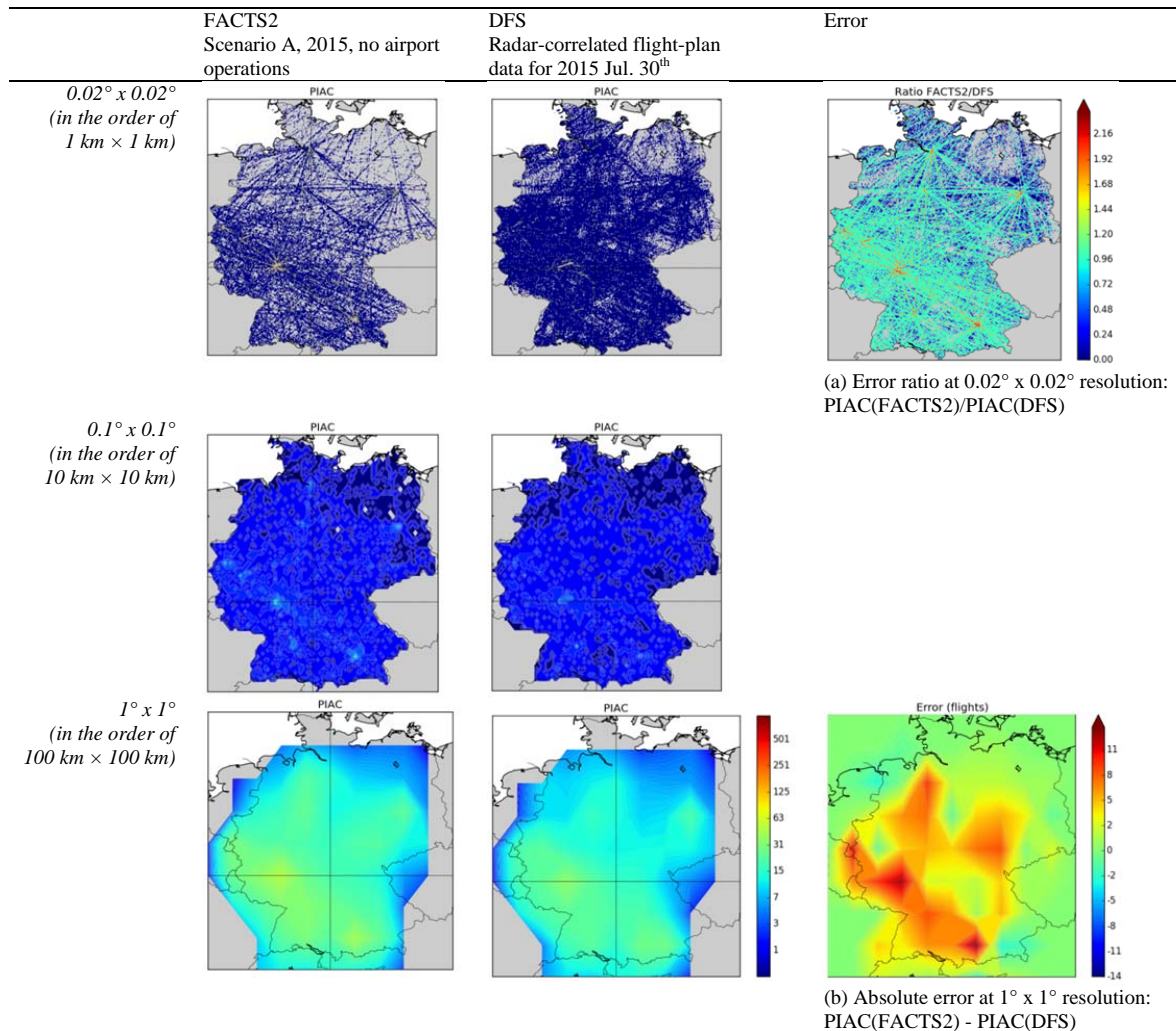 FACTS2
Scenario A, 2015, no airport
operations
DFS
Radar-correlated flight-plan
data for 2015 Jul. 30th
Error
0.02° x 0.02°
(in the order of
1 km × 1 km)
PIAC
PIAC
Ratio FACTS2/DFS
2.16
1.92
1.68
1.44
1.20
0.96
0.72
0.48
0.24
0.00
(a) Error ratio at 0.02° x 0.02° resolution:
PIAC(FACTS2)/PIAC(DFS)
0.1° x 0.1°
(in the order of
10 km × 10 km)
PIAC
PIAC
1° x 1°
(in the order of
100 km × 100 km)
PIAC
PIAC
501
251
125
63
31
15
7
3
1
Error (flights)
11
8
5
2
0
-2
-5
-8
-11
-14
(b) Absolute error at 1° x 1° resolution:
PIAC(FACTS2) - PIAC(DFS)